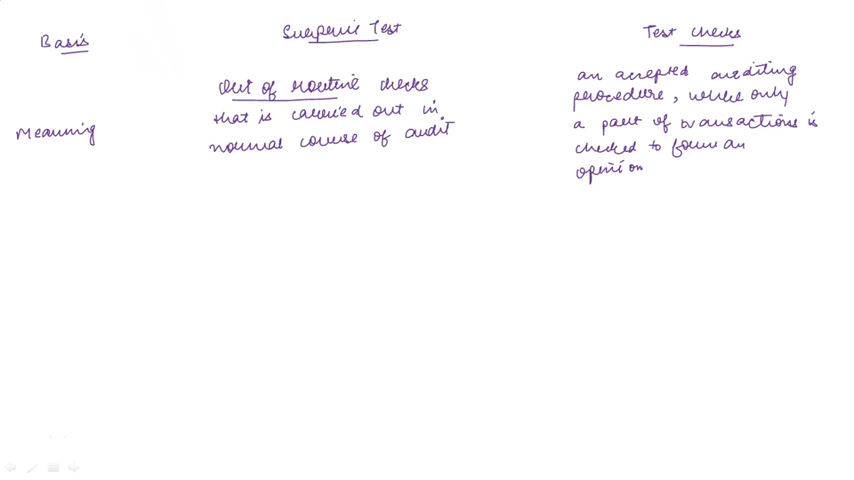 Basis
Surprise Test
Test checks
Meaning
Out of routine checks
that is carried out in
normal course of audit
an accepted auditing
procedure, where only
a part of transactions is
checked to form an
opinion